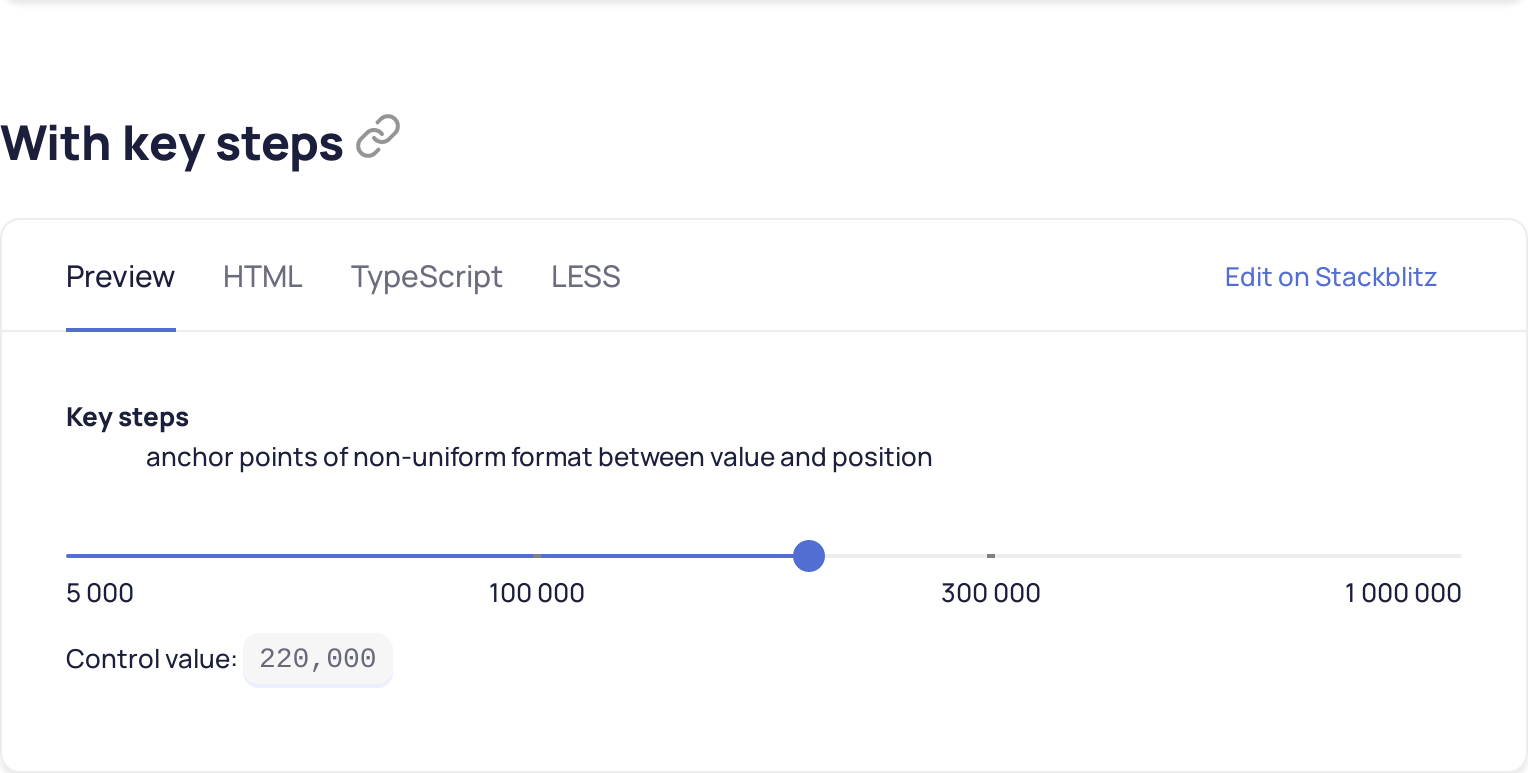 With key steps
Preview HTML TypeScript LESS Edit on Stackblitz
Key steps
anchor points of non-uniform format between value and position
5 000 100 000 300 000 1 000 000
Control value: 220,000